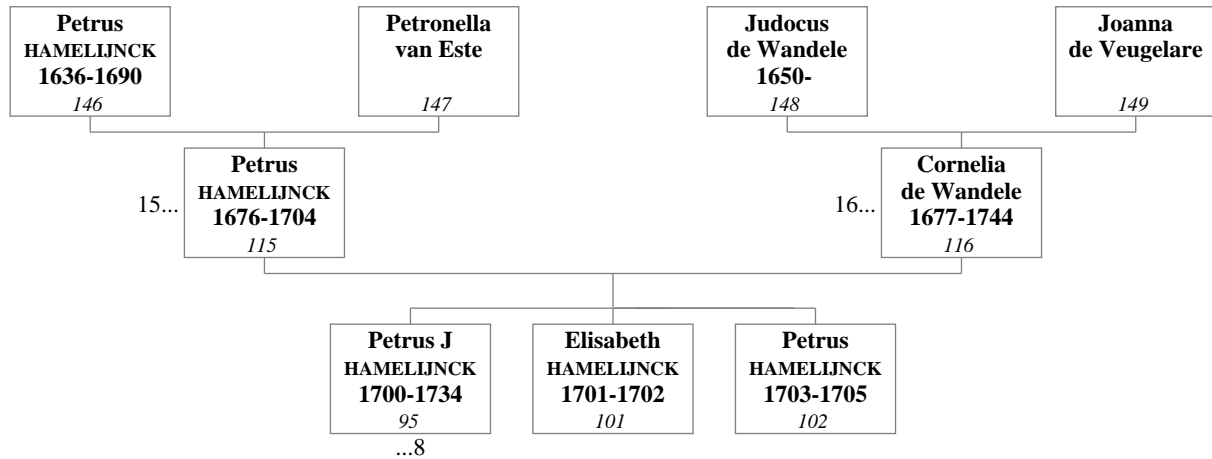 Petrus
HAMELIJNCK
1636-1690
146
Petronella
van Este
147
Judocus
de Wandele
1650-
148
Joanna
de Veugelare
149
15...
Petrus
HAMELIJNCK
1676-1704
115
16...
Cornelia
de Wandele
1677-1744
116
Petrus J
HAMELIJNCK
1700-1734
95
...8
Elisabeth
HAMELIJNCK
1701-1702
101
Petrus
HAMELIJNCK
1703-1705
102